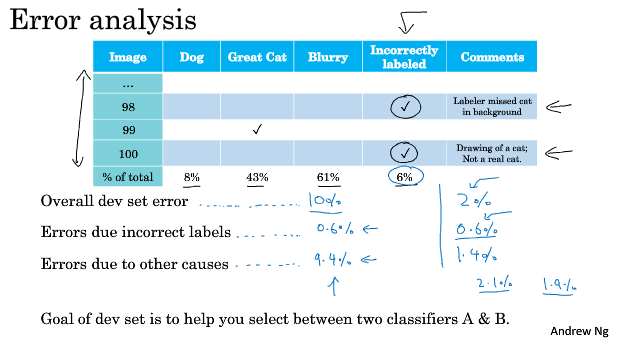 Error analysis
Image Dog Great Cat Blurry Incorrectly labeled Comments
...
98 ✓ Labeler missed cat in background
99 ✓
100 ✓ Drawing of a cat; Not a real cat.
% of total 8% 43% 61% 6%
Overall dev set error 10% 2%
Errors due incorrect labels 0.6% 0.6%
Errors due to other causes 9.4% 1.4%
2.1% 1.9%
Goal of dev set is to help you select between two classifiers A & B.
Andrew Ng